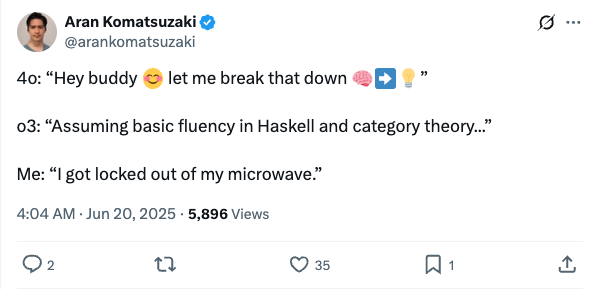 Aran Komatsuzaki
@arankomatsuzaki
4o: “Hey buddy 😊 let me break that down 🧠➡️💡”
o3: “Assuming basic fluency in Haskell and category theory...”
Me: “I got locked out of my microwave.”
4:04 AM · Jun 20, 2025 · 5,896 Views
2 35 1